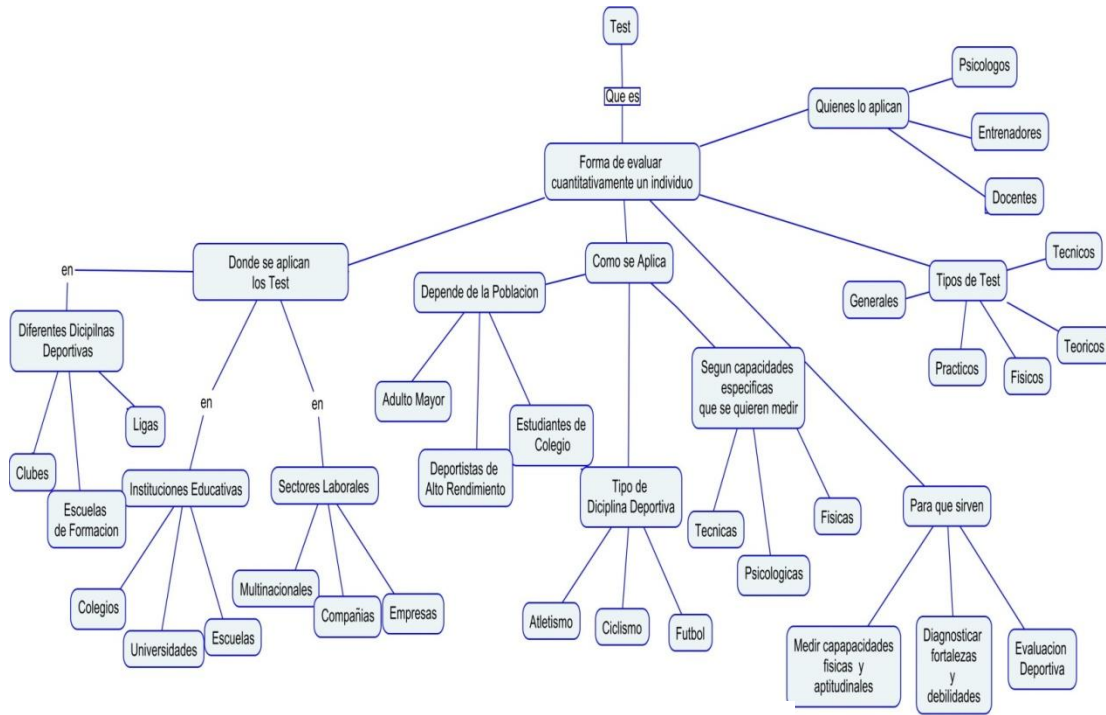 Test
Que es
Forma de evaluar
cuantitativamente un individuo
Quienes lo aplican
Psicologos
Entrenadores
Docentes
Donde se aplican
los Test
en
Diferentes Dicipilnas
Deportivas
Clubes
Escuelas
de Formacion
Ligas
en
Instituciones Educativas
Colegios
Universidades
Escuelas
en
Sectores Laborales
Multinacionales
Compañias
Empresas
Como se Aplica
Depende de la Poblacion
Adulto Mayor
Deportistas de
Alto Rendimiento
Estudiantes de
Colegio
Tipo de
Diciplina Deportiva
Atletismo
Ciclismo
Futbol
Segun capacidades
especificas
que se quieren medir
Tecnicas
Psicologicas
Fisicas
Tipos de Test
Generales
Practicos
Fisicos
Teoricos
Tecnicos
Para que sirven
Medir capapacidades
fisicas y
aptitudinales
Diagnosticar
fortalezas
y
debilidades
Evaluacion
Deportiva